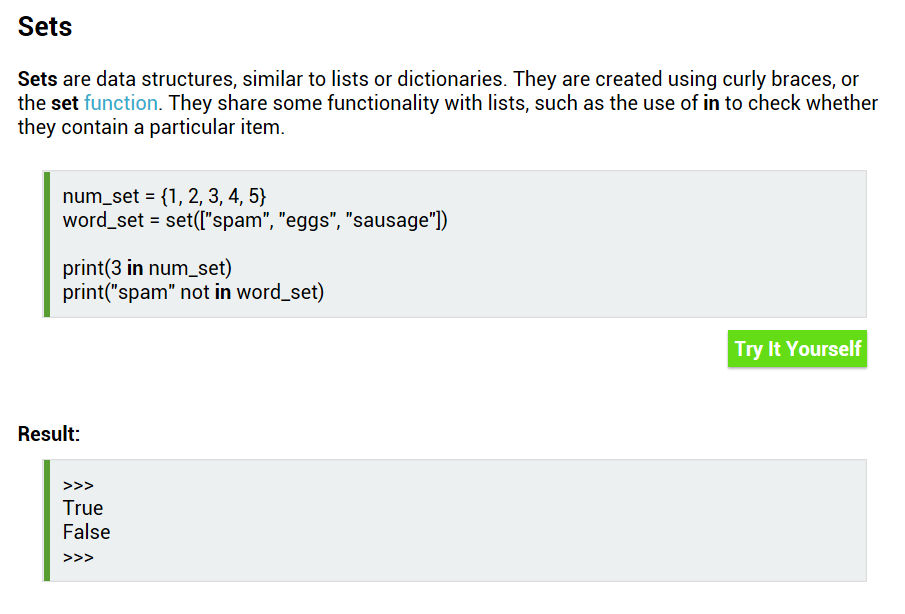 Sets
Sets are data structures, similar to lists or dictionaries. They are created using curly braces, or
the set function. They share some functionality with lists, such as the use of in to check whether
they contain a particular item.
num_set = {1, 2, 3, 4, 5}
word_set = set(["spam", "eggs", "sausage"])
print(3 in num_set)
print("spam" not in word_set)
Try It Yourself
Result:
>>>
True
False
>>>